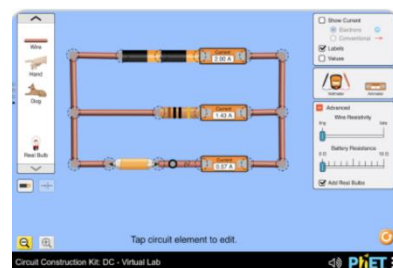 Show Current
Electrons
Conventional
Labels
Values
Wire
Hand
Dog
Real Bulb
Current
2.00 A
Current
1.43 A
Current
0.57 A
Voltmeter
Ammeter
Advanced
Wire Resistivity
tiny
lots
Battery Resistance
0 Ω
10 Ω
Add Real Bulbs
Tap circuit element to edit.
Circuit Construction Kit: DC - Virtual Lab
PhET